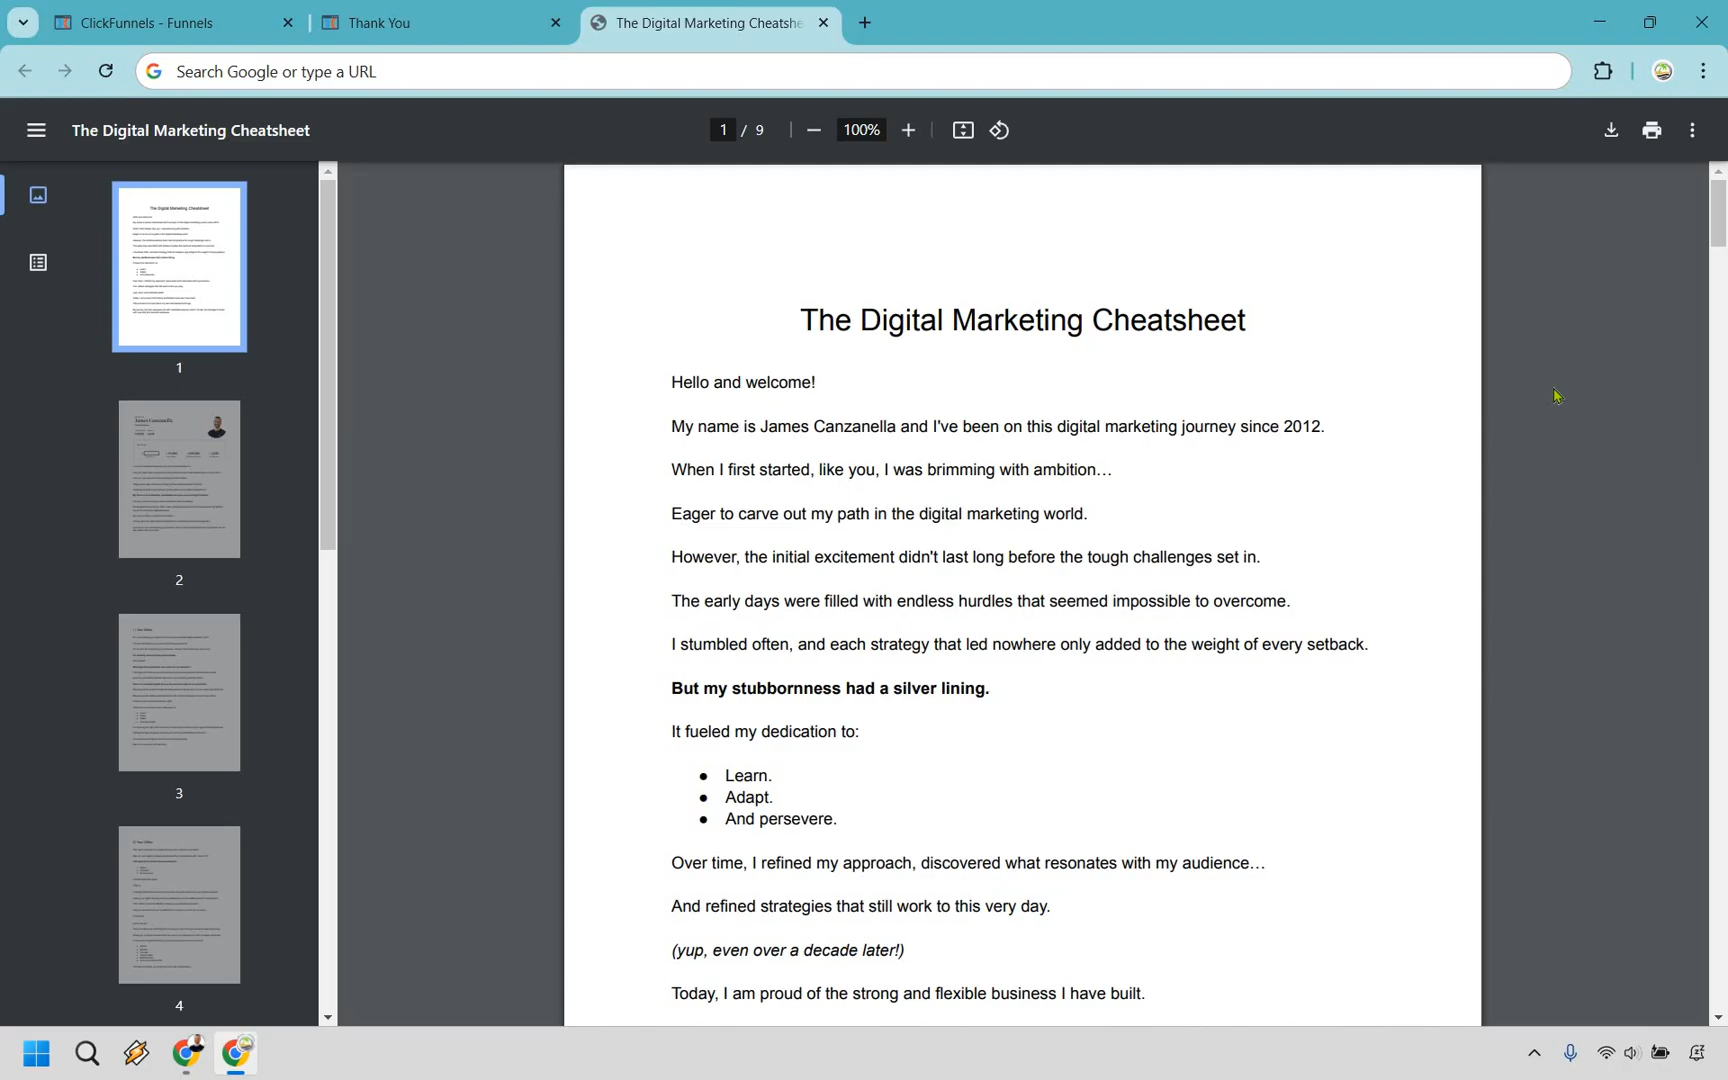 ClickFunnels - Funnels
Thank You
The Digital Marketing Cheatshe
Search Google or type a URL
The Digital Marketing Cheatsheet
1 / 9
100%
1
2
3
4
The Digital Marketing Cheatsheet
Hello and welcome!
My name is James Canzanella and I've been on this digital marketing journey since 2012.
When I first started, like you, I was brimming with ambition…
Eager to carve out my path in the digital marketing world.
However, the initial excitement didn't last long before the tough challenges set in.
The early days were filled with endless hurdles that seemed impossible to overcome.
I stumbled often, and each strategy that led nowhere only added to the weight of every setback.
But my stubbornness had a silver lining.
It fueled my dedication to:
● Learn.
● Adapt.
● And persevere.
Over time, I refined my approach, discovered what resonates with my audience…
And refined strategies that still work to this very day.
(yup, even over a decade later!)
Today, I am proud of the strong and flexible business I have built.